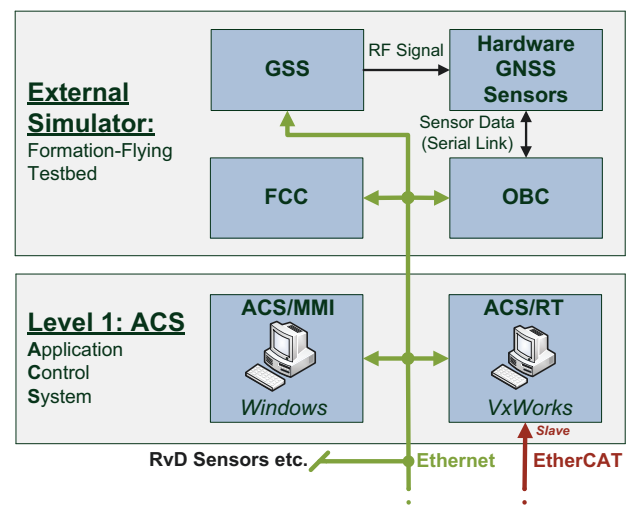 External
Simulator:
Formation-Flying
Testbed
GSS
RF Signal
Hardware
GNSS
Sensors
Sensor Data
(Serial Link)
FCC
OBC
Level 1: ACS
Application
Control
System
ACS/MMI
Windows
ACS/RT
VxWorks
Slave
RvD Sensors etc.
Ethernet
EtherCAT